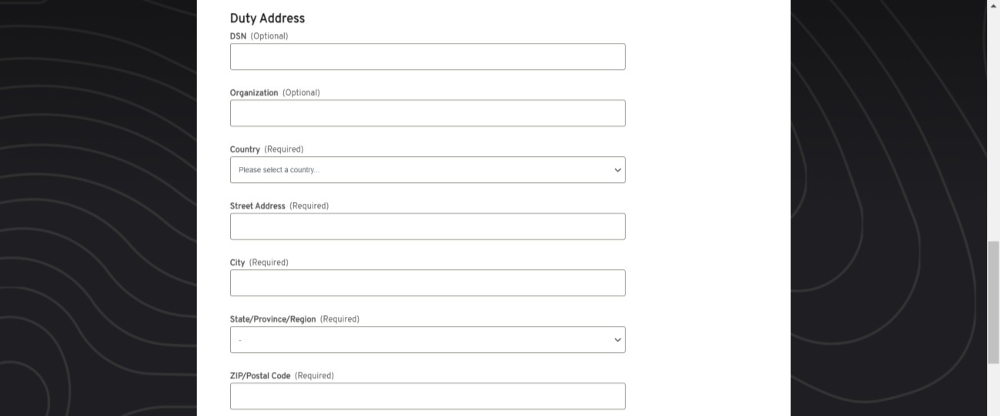 Duty Address
DSN (Optional)
Organization (Optional)
Country (Required)
Please select a country...
Street Address (Required)
City (Required)
State/Province/Region (Required)
-
ZIP/Postal Code (Required)